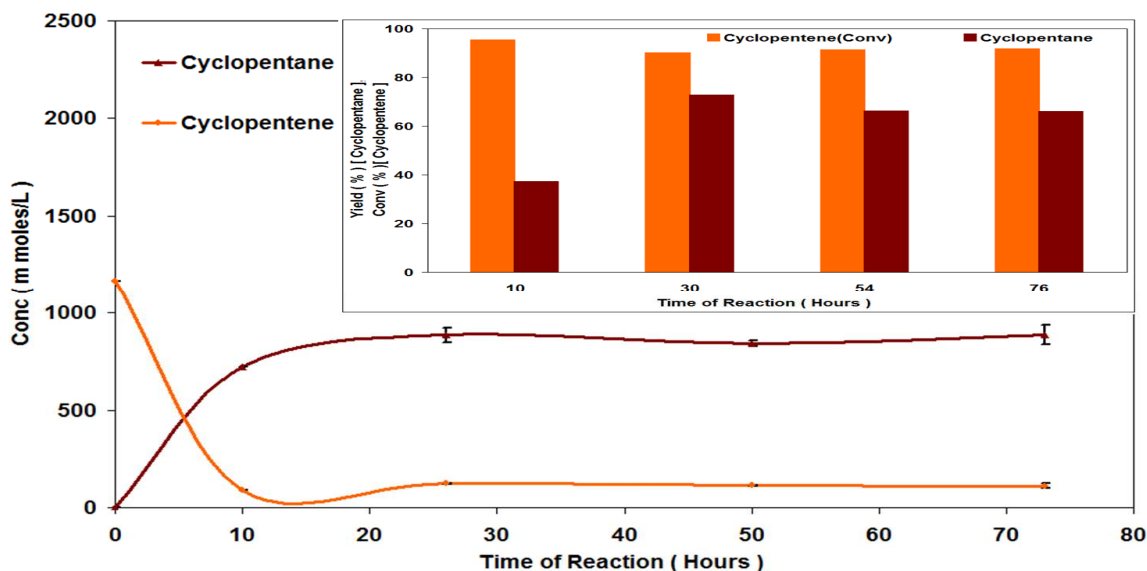 2500
2000
1500
1000
500
0
Conc ( m moles/L )
Cyclopentane
Cyclopentene
0 10 20 30 40 50 60 70 80
Time of Reaction ( Hours )
Cyclopentene(Conv) Cyclopentane
100
80
60
40
20
0
Yield ( % ) [ Cyclopentane ];
Conv ( % )[ Cyclopentene ]
10 30 54 76
Time of Reaction ( Hours )